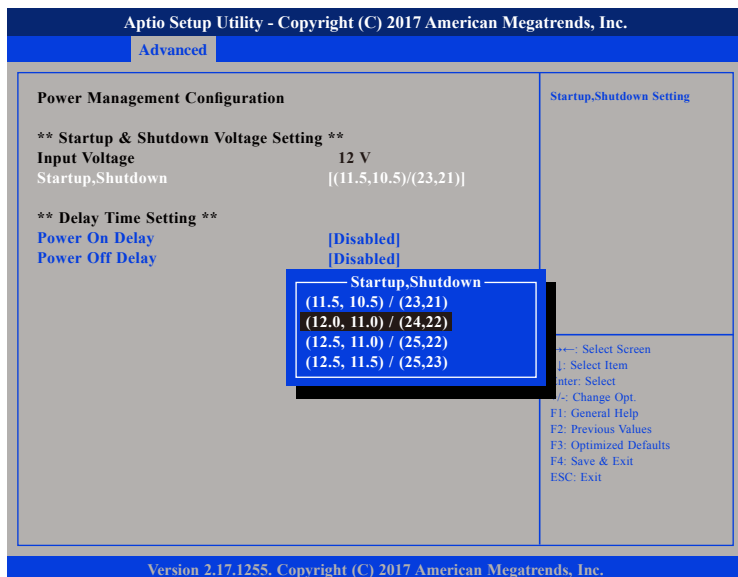 Aptio Setup Utility - Copyright (C) 2017 American Megatrends, Inc.
Advanced
Power Management Configuration
** Startup & Shutdown Voltage Setting **
Input Voltage 12 V
Startup,Shutdown [(11.5,10.5)/(23,21)]
** Delay Time Setting **
Power On Delay [Disabled]
Power Off Delay [Disabled]
Startup,Shutdown
(11.5, 10.5) / (23,21)
(12.0, 11.0) / (24,22)
(12.5, 11.0) / (25,22)
(12.5, 11.5) / (25,23)
Startup,Shutdown Setting
→←: Select Screen
↓: Select Item
nter: Select
/-: Change Opt.
F1: General Help
F2: Previous Values
F3: Optimized Defaults
F4: Save & Exit
ESC: Exit
Version 2.17.1255. Copyright (C) 2017 American Megatrends, Inc.